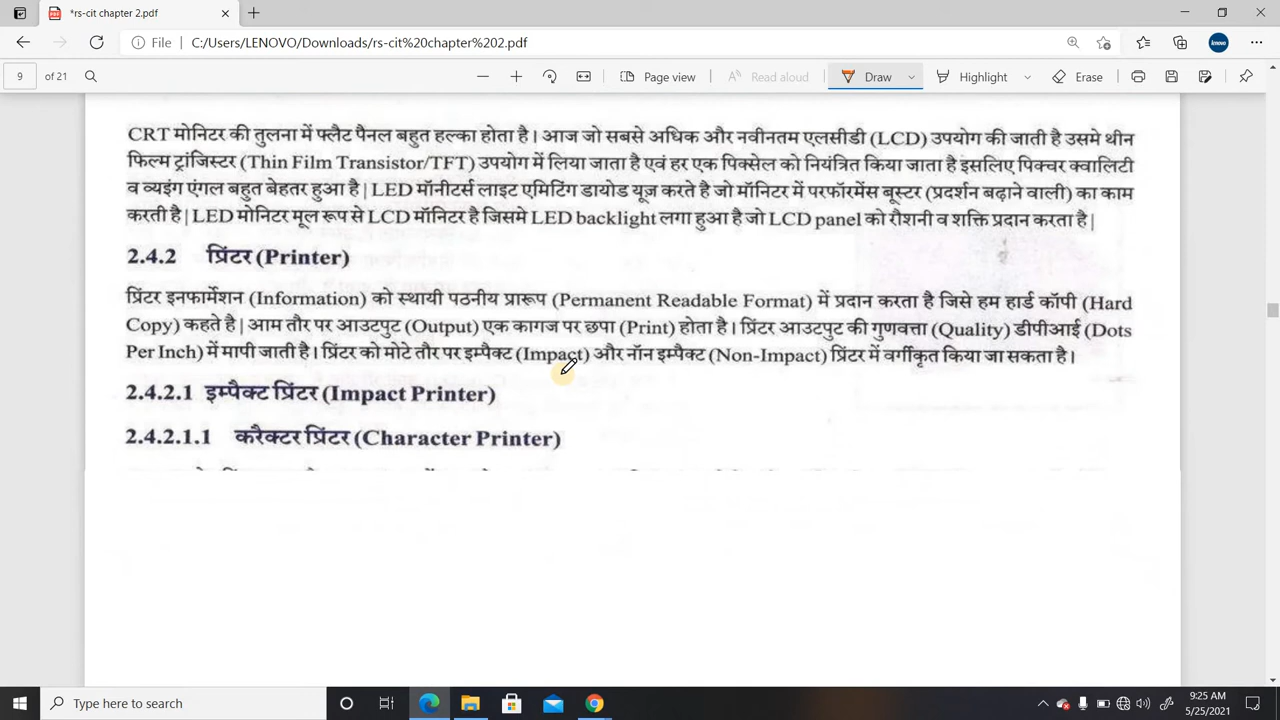 *rs-cit chapter 2.pdf
File C:/Users/LENOVO/Downloads/rs-cit%20chapter%202.pdf
9 of 21 Page view Read aloud Draw Highlight Erase
CRT मोनिटर की तुलना में फ्लैट पैनल बहुत हल्का होता है। आज जो सबसे अधिक और नवीनतम एलसीडी (LCD) उपयोग की जाती है उसमे थीन
फिल्म ट्रांजिस्टर (Thin Film Transistor/TFT) उपयोग में लिया जाता है एवं हर एक पिक्सेल को नियंत्रित किया जाता है इसलिए पिक्चर क्वालिटी
व व्यइंग एंगल बहुत बेहतर हुआ है | LED मॉनीटर्स लाइट एमिटिंग डायोड यूज़ करते है जो मॉनिटर में परफॉरमेंस बूस्टर (प्रदर्शन बढ़ाने वाली) का काम
करती है | LED मोनिटर मूल रूप से LCD मॉनिटर है जिसमे LED backlight लगा हुआ है जो LCD panel को रौशनी व शक्ति प्रदान करता है |
2.4.2 प्रिंटर (Printer)
प्रिंटर इनफार्मेशन (Information) को स्थायी पठनीय प्रारूप (Permanent Readable Format) में प्रदान करता है जिसे हम हार्ड कॉपी (Hard
Copy) कहते है | आम तौर पर आउटपुट (Output) एक कागज पर छपा (Print) होता है। प्रिंटर आउटपुट की गुणवत्ता (Quality) डीपीआई (Dots
Per Inch) में मापी जाती है। प्रिंटर को मोटे तौर पर इम्पैक्ट (Impact) और नॉन इम्पैक्ट (Non-Impact) प्रिंटर में वर्गीकृत किया जा सकता है।
2.4.2.1 इम्पैक्ट प्रिंटर (Impact Printer)
2.4.2.1.1 करैक्टर प्रिंटर (Character Printer)
Type here to search
9:25 AM
5/25/2021